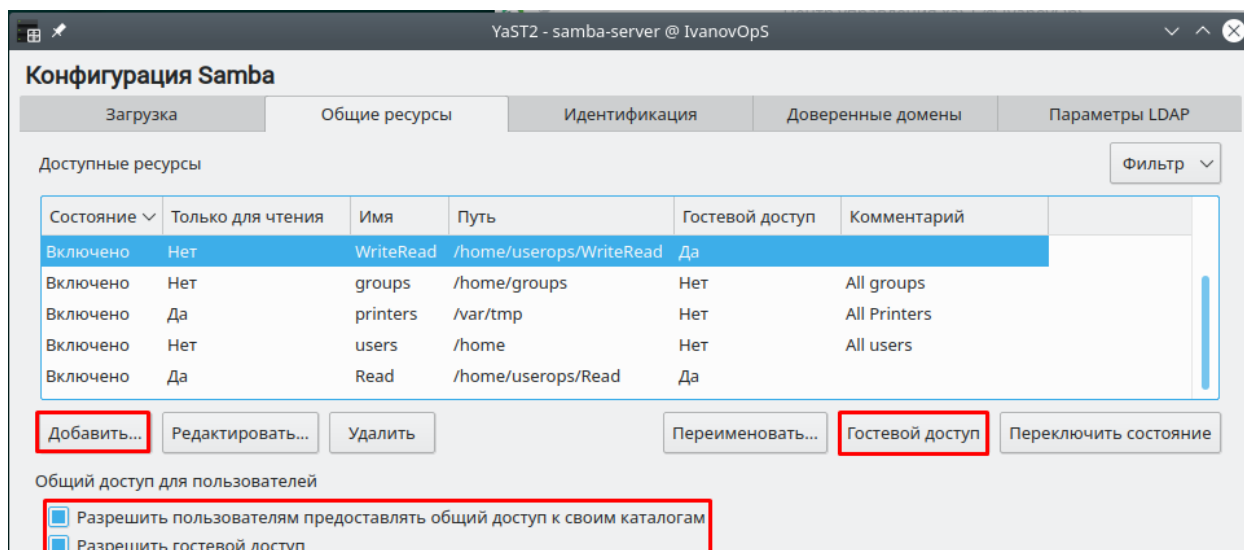 YaST2 - samba-server @ IvanovOpS
Конфигурация Samba
Загрузка Общие ресурсы Идентификация Доверенные домены Параметры LDAP
Доступные ресурсы Фильтр
Состояние Только для чтения Имя Путь Гостевой доступ Комментарий
Включено Нет WriteRead /home/userops/WriteRead Да
Включено Нет groups /home/groups Нет All groups
Включено Да printers /var/tmp Нет All Printers
Включено Нет users /home Нет All users
Включено Да Read /home/userops/Read Да
Добавить... Редактировать... Удалить Переименовать... Гостевой доступ Переключить состояние
Общий доступ для пользователей
Разрешить пользователям предоставлять общий доступ к своим каталогам
Разрешить гостевой доступ